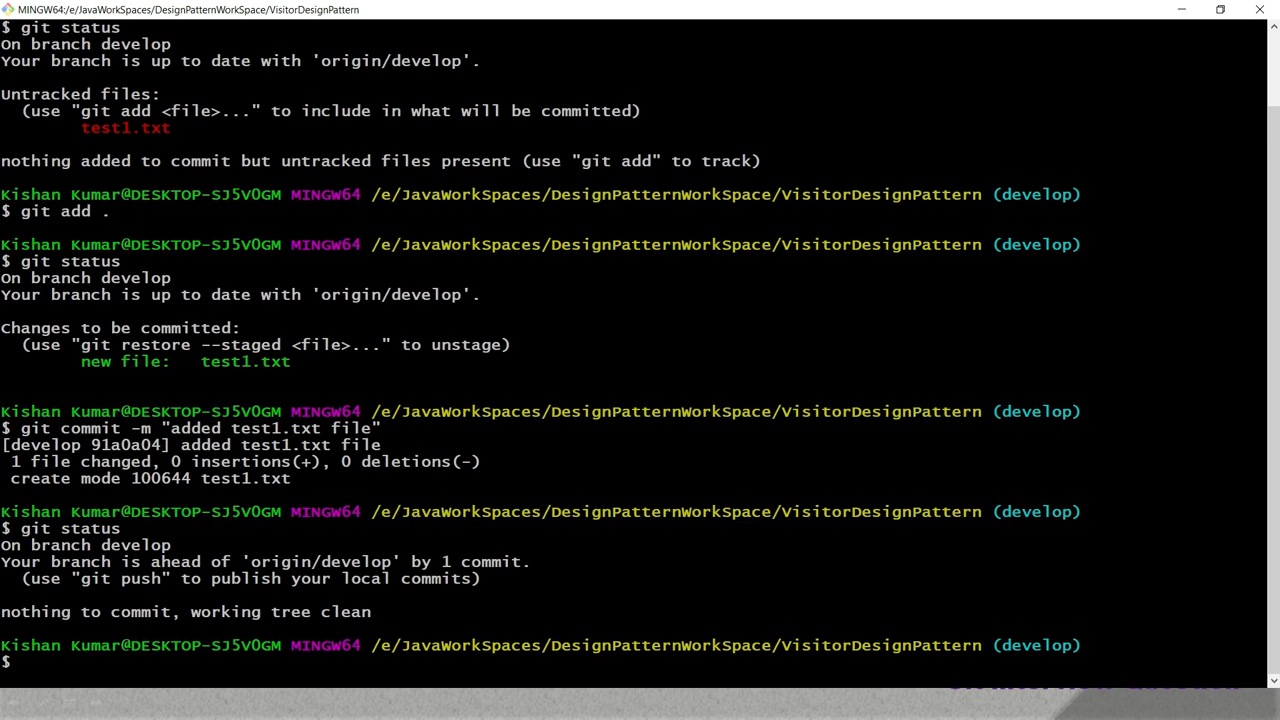 MINGW64:/e/JavaWorkSpaces/DesignPatternWorkSpace/VisitorDesignPattern
$ git status
On branch develop
Your branch is up to date with 'origin/develop'.
Untracked files:
(use "git add <file>..." to include in what will be committed)
test1.txt
nothing added to commit but untracked files present (use "git add" to track)
Kishan Kumar@DESKTOP-SJ5V0GM MINGW64 /e/JavaWorkSpaces/DesignPatternWorkSpace/VisitorDesignPattern (develop)
$ git add .
Kishan Kumar@DESKTOP-SJ5V0GM MINGW64 /e/JavaWorkSpaces/DesignPatternWorkSpace/VisitorDesignPattern (develop)
$ git status
On branch develop
Your branch is up to date with 'origin/develop'.
Changes to be committed:
(use "git restore --staged <file>..." to unstage)
new file:   test1.txt
Kishan Kumar@DESKTOP-SJ5V0GM MINGW64 /e/JavaWorkSpaces/DesignPatternWorkSpace/VisitorDesignPattern (develop)
$ git commit -m "added test1.txt file"
[develop 91a0a04] added test1.txt file
1 file changed, 0 insertions(+), 0 deletions(-)
create mode 100644 test1.txt
Kishan Kumar@DESKTOP-SJ5V0GM MINGW64 /e/JavaWorkSpaces/DesignPatternWorkSpace/VisitorDesignPattern (develop)
$ git status
On branch develop
Your branch is ahead of 'origin/develop' by 1 commit.
(use "git push" to publish your local commits)
nothing to commit, working tree clean
Kishan Kumar@DESKTOP-SJ5V0GM MINGW64 /e/JavaWorkSpaces/DesignPatternWorkSpace/VisitorDesignPattern (develop)
$